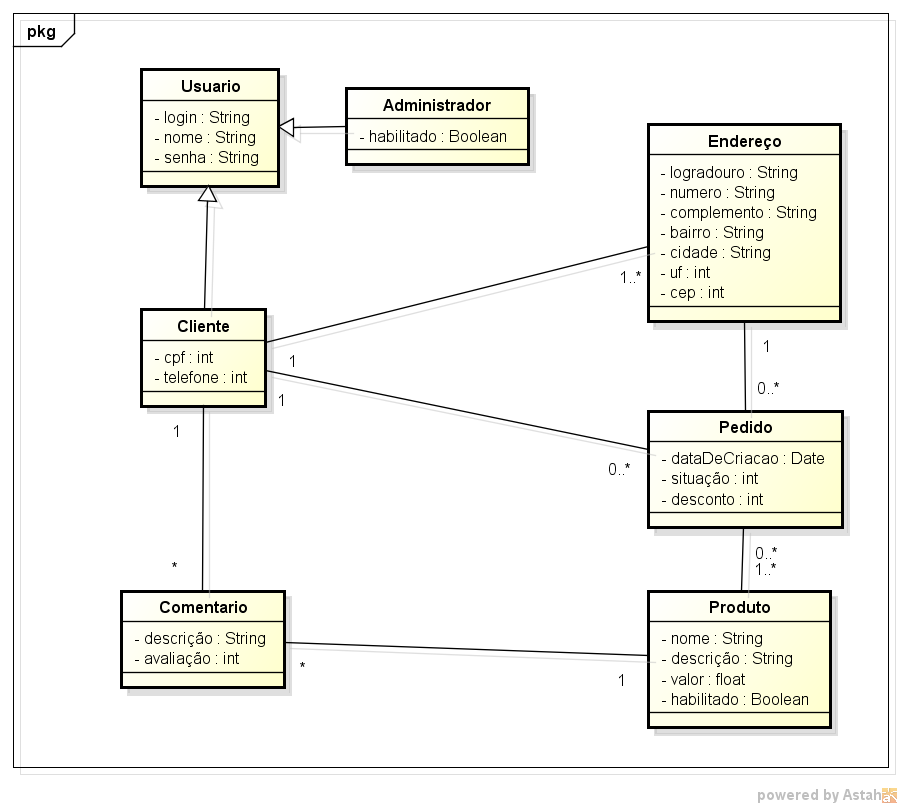 pkg
Usuario
- login : String
- nome : String
- senha : String
Administrador
- habilitado : Boolean
Endereço
- logradouro : String
- numero : String
- complemento : String
- bairro : String
- cidade : String
- uf : int
- cep : int
1..*
1
Cliente
- cpf : int
- telefone : int
1
1
1
0..*
0..*
Pedido
- dataDeCriacao : Date
- situação : int
- desconto : int
0..*
1..*
*
Comentario
- descrição : String
- avaliação : int
*
1
Produto
- nome : String
- descrição : String
- valor : float
- habilitado : Boolean
powered by Astah